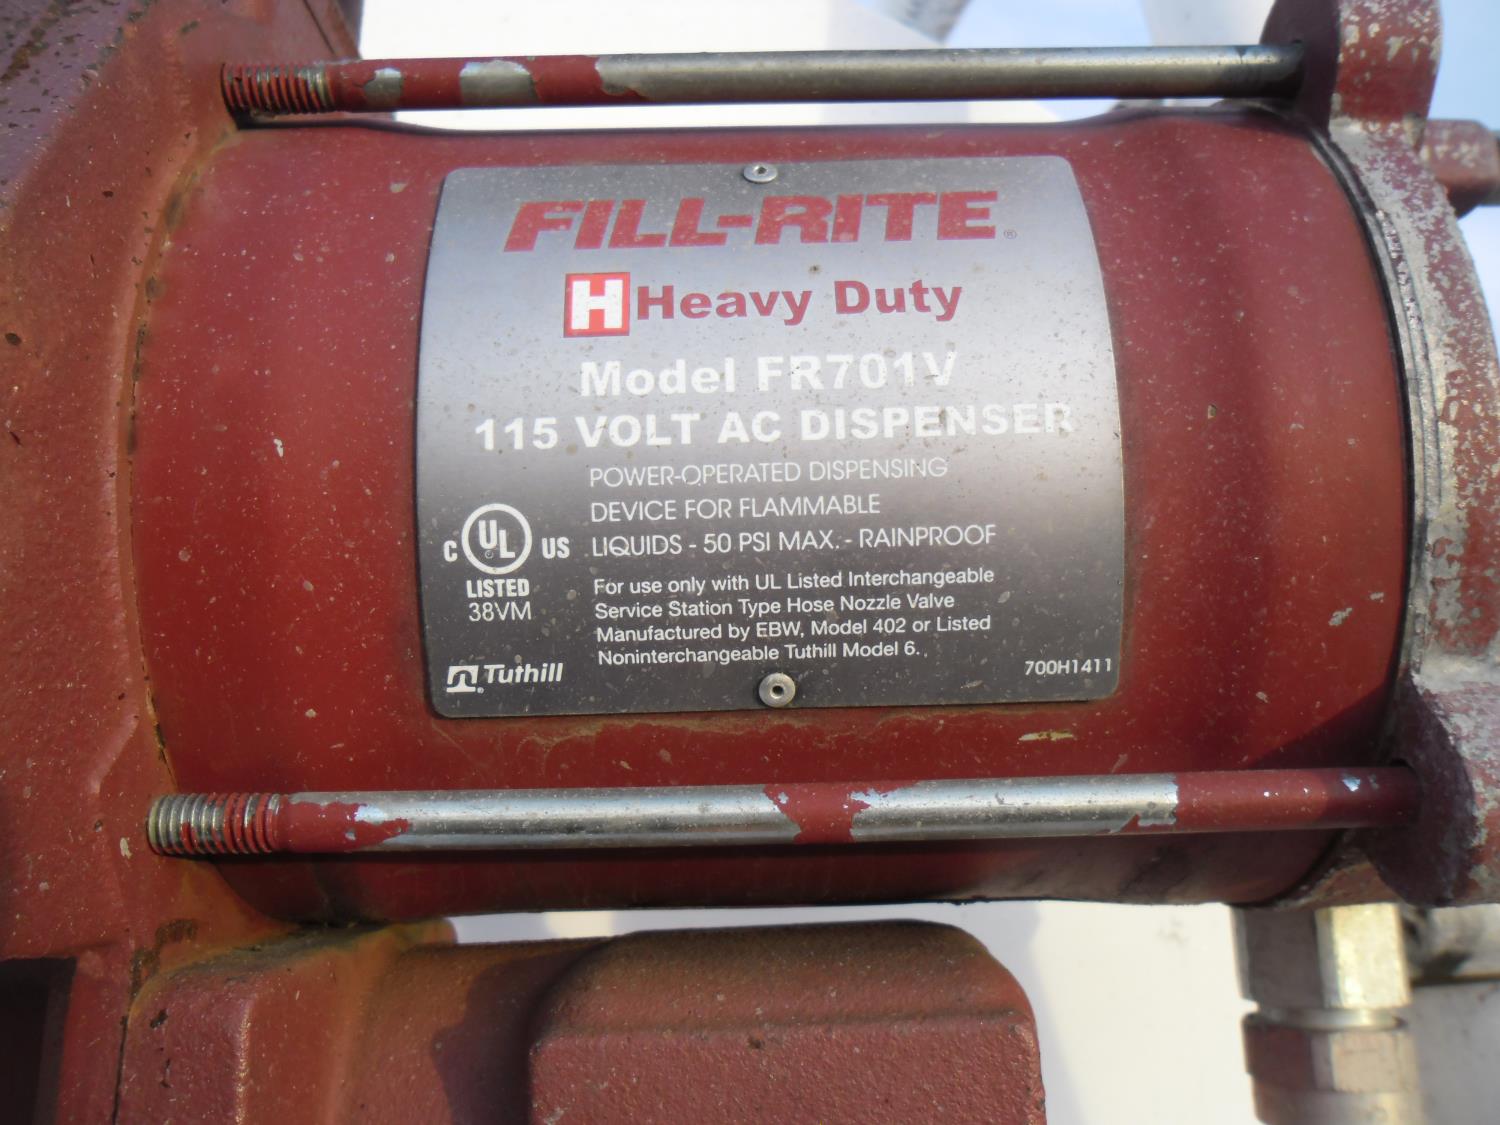 FILL-RITE®
H Heavy Duty
Model FR701V
115 VOLT AC DISPENSER
POWER-OPERATED DISPENSING
DEVICE FOR FLAMMABLE
LIQUIDS - 50 PSI MAX. - RAINPROOF
C UL US
LISTED
38VM
For use only with UL Listed Interchangeable
Service Station Type Hose Nozzle Valve
Manufactured by EBW, Model 402 or Listed
Noninterchangeable Tuthill Model 6.
Tuthill®
700H1411